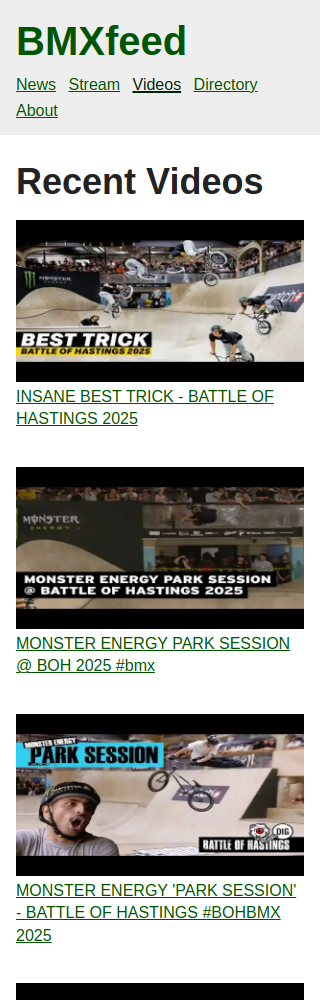 BMXfeed
News Stream Videos Directory
About
Recent Videos
MONSTER
ENERGY
BEST TRICK
BATTLE OF HASTINGS 2025
INSANE BEST TRICK - BATTLE OF
HASTINGS 2025
MONSTER
ENERGY
MONSTER ENERGY PARK SESSION
@ BATTLE OF HASTINGS 2025
MONSTER ENERGY PARK SESSION
@ BOH 2025 #bmx
MONSTER ENERGY
PARK SESSION
DIG
BATTLE OF HASTINGS
MONSTER ENERGY 'PARK SESSION'
- BATTLE OF HASTINGS #BOHBMX
2025